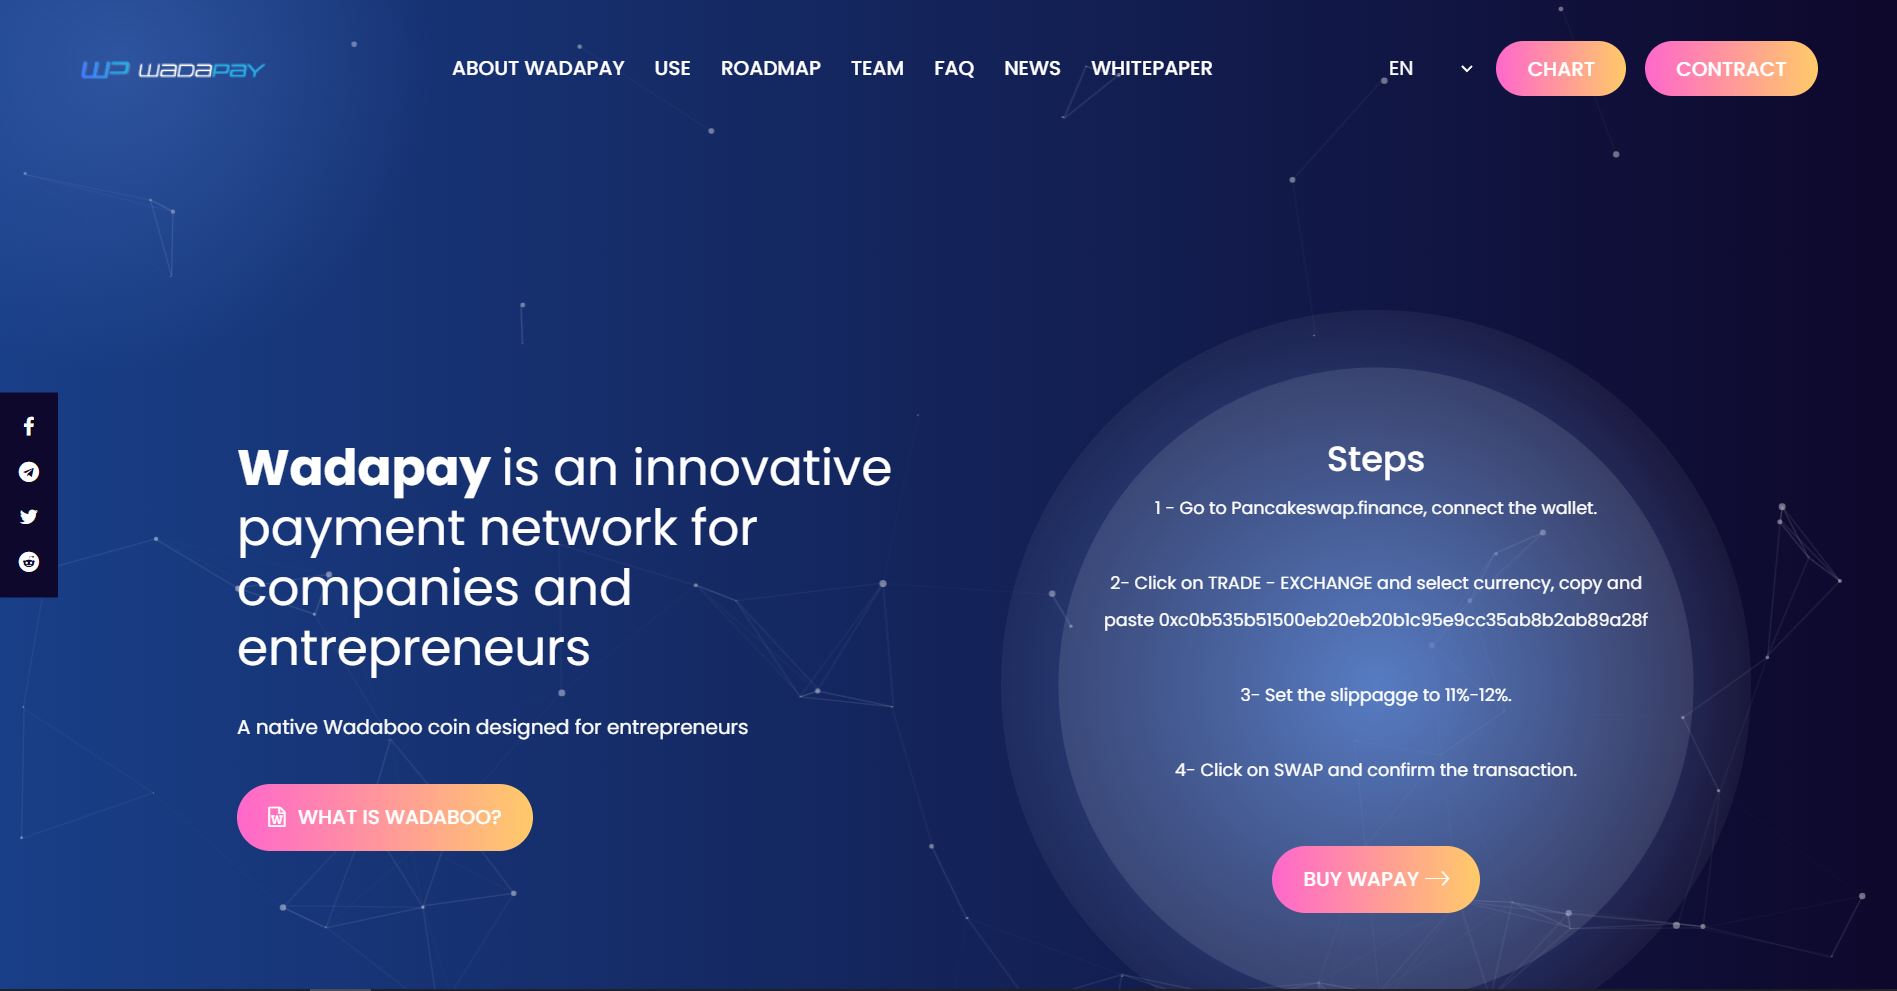 WP WADAPAY
ABOUT WADAPAY USE ROADMAP TEAM FAQ NEWS WHITEPAPER
EN
CHART
CONTRACT
Wadapay is an innovative
payment network for
companies and
entrepreneurs
A native Wadaboo coin designed for entrepreneurs
WHAT IS WADABOO?
Steps
1 - Go to Pancakeswap.finance, connect the wallet.
2- Click on TRADE - EXCHANGE and select currency, copy and
paste 0xc0b535b51500eb20eb20b1c95e9cc35ab8b2ab89a28f
3- Set the slippagge to 11%-12%.
4- Click on SWAP and confirm the transaction.
BUY WAPAY